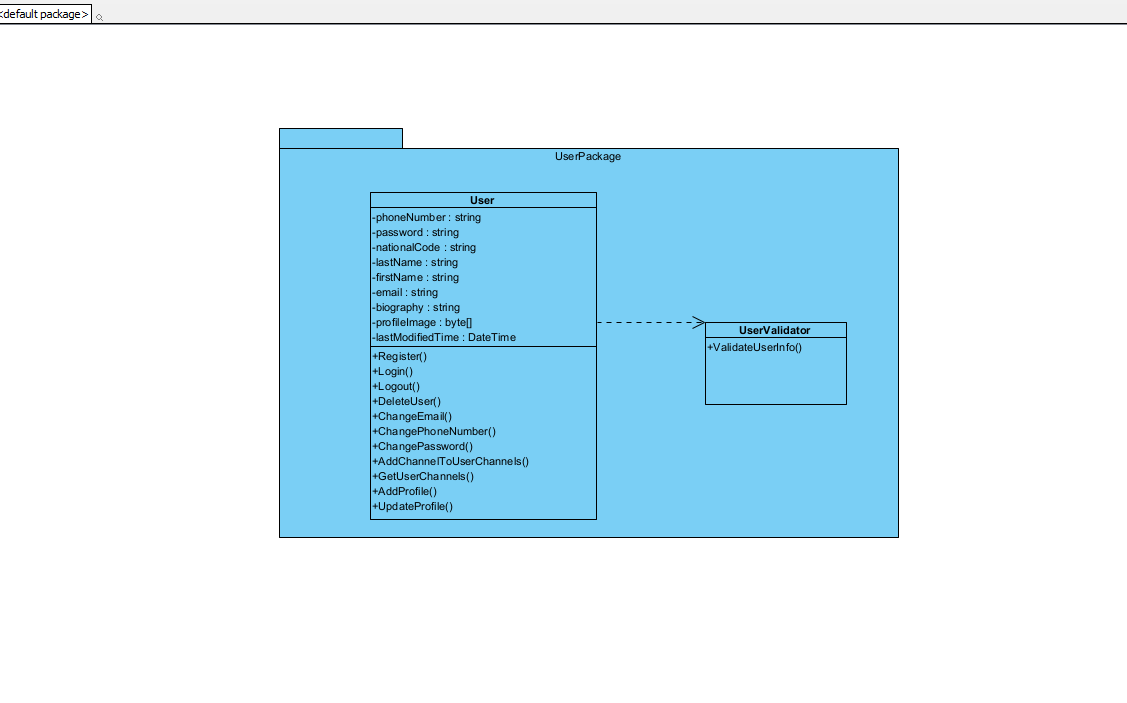 <default package>
UserPackage
User
-phoneNumber : string
-password : string
-nationalCode : string
-lastName : string
-firstName : string
-email : string
-biography : string
-profileImage : byte[]
-lastModifiedTime : DateTime
+Register()
+Login()
+Logout()
+DeleteUser()
+ChangeEmail()
+ChangePhoneNumber()
+ChangePassword()
+AddChannelToUserChannels()
+GetUserChannels()
+AddProfile()
+UpdateProfile()
UserValidator
+ValidateUserInfo()